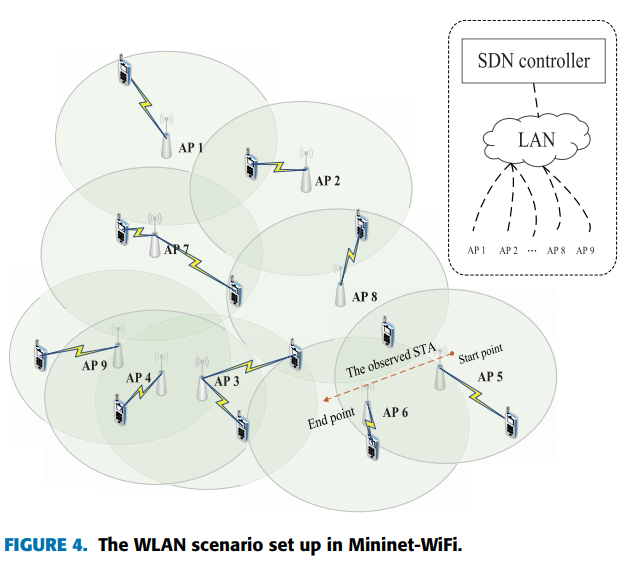 SDN controller
LAN
AP 1 AP 2 ... AP 8 AP 9
AP 1
AP 2
AP 7
AP 8
The observed STA
Start point
AP 9
AP 4
AP 3
AP 5
End point
AP 6
FIGURE 4. The WLAN scenario set up in Mininet-WiFi.